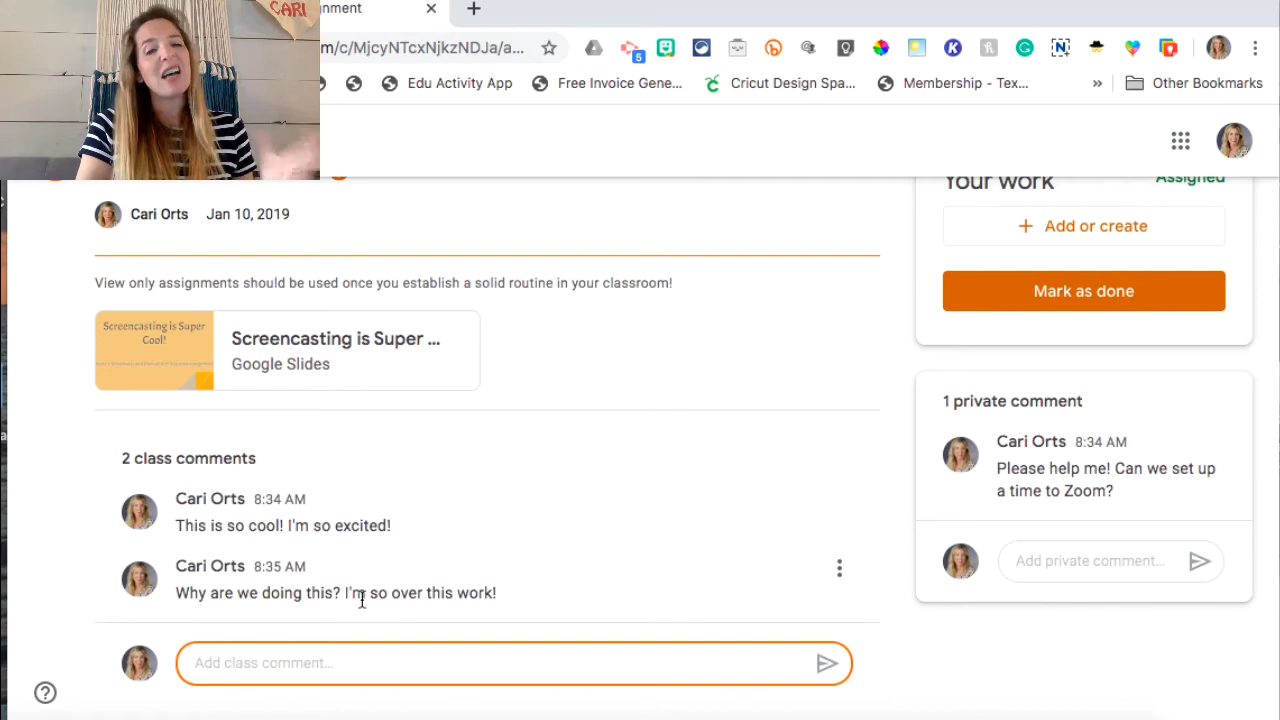 CARI
nment
m/c/MjcyNTcxNjkzNDJa/a...
5
Edu Activity App
Free Invoice Gene...
Cricut Design Spa...
Membership - Tex...
»
Other Bookmarks
Your work
Assigned
Cari Orts Jan 10, 2019
+ Add or create
View only assignments should be used once you establish a solid routine in your classroom!
Mark as done
Screencasting is Super
Cool!
Screencasting is Super ...
Google Slides
1 private comment
Cari Orts 8:34 AM
Please help me! Can we set up
a time to Zoom?
Add private comment...
2 class comments
Cari Orts 8:34 AM
This is so cool! I'm so excited!
Cari Orts 8:35 AM
Why are we doing this? I'm so over this work!
Add class comment...